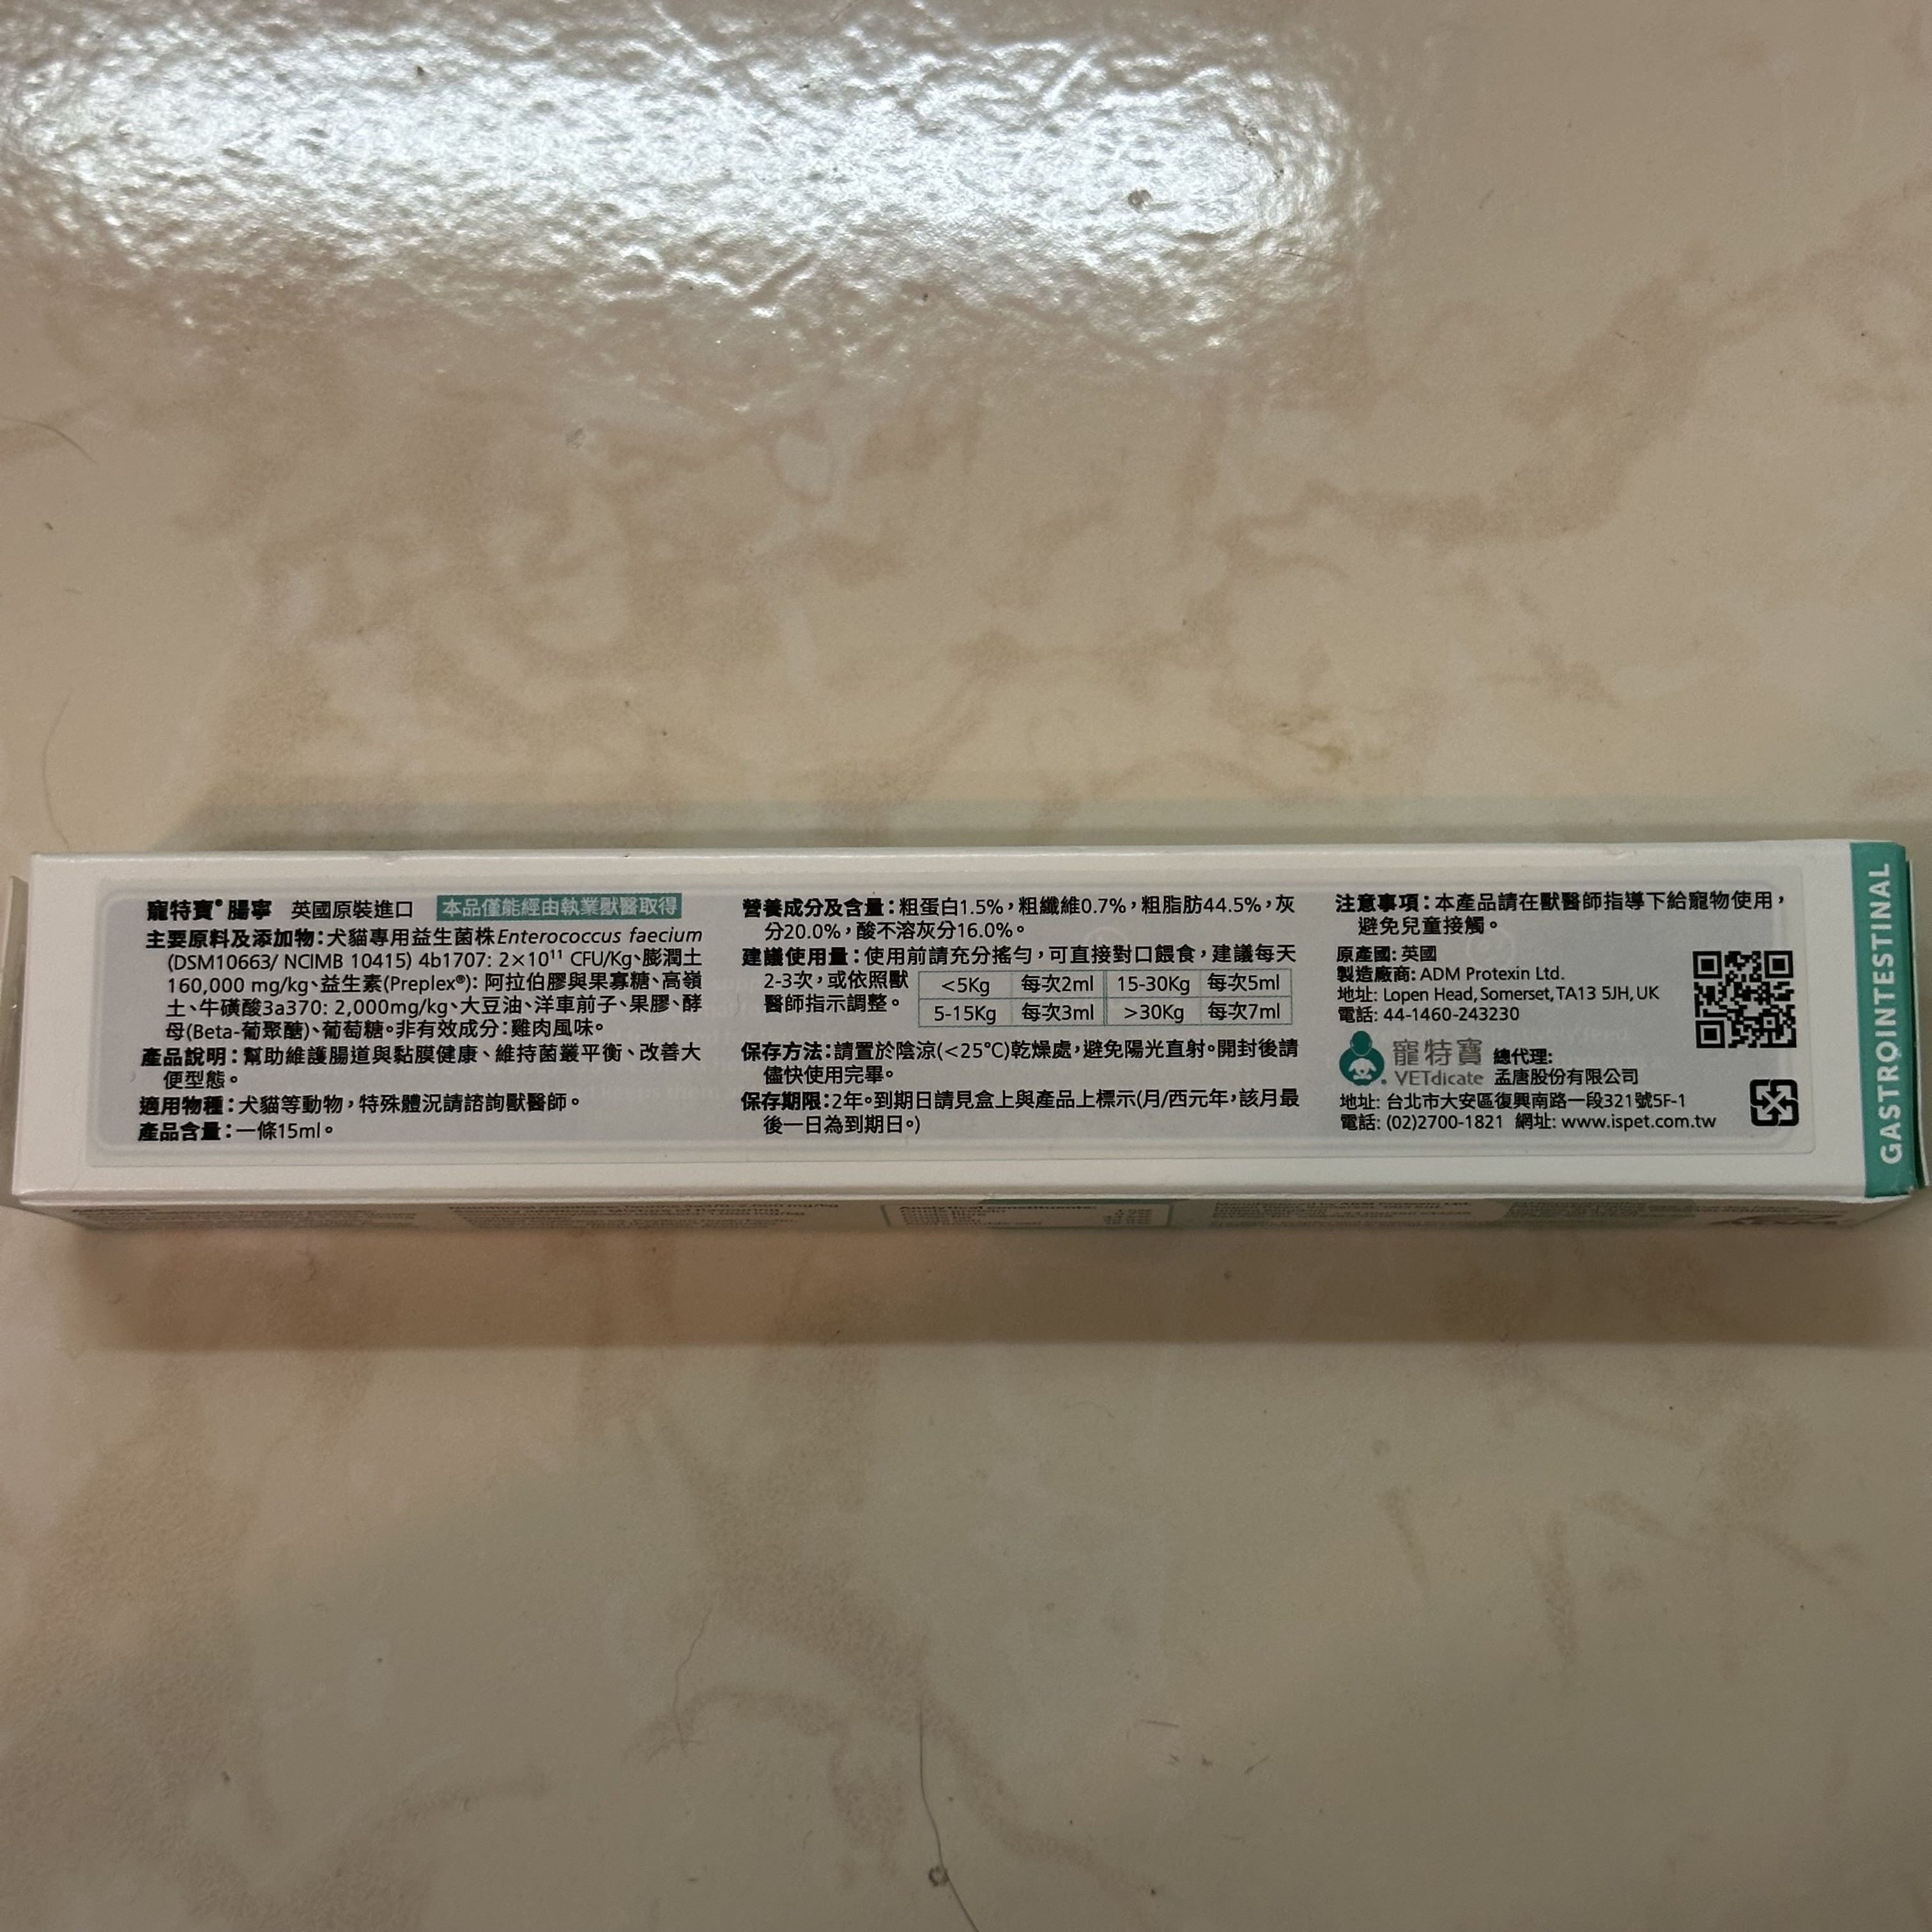 寵特寶® 腸寧 英國原裝進口 本品僅能經由執業獸醫取得
主要原料及添加物：犬貓專用益生菌株Enterococcus faecium
(DSM10663/ NCIMB 10415) 4b1707: 2×10¹¹ CFU/Kg、膨潤土
160,000 mg/kg、益生素(Preplex®): 阿拉伯膠與果寡糖、高嶺
土、牛磺酸3a370: 2,000mg/kg、大豆油、洋車前子、果膠、酵
母(Beta-葡聚醣)、葡萄糖。非有效成分：雞肉風味。
產品說明：幫助維護腸道與黏膜健康、維持菌叢平衡、改善大
便型態。
適用物種：犬貓等動物，特殊體況請諮詢獸醫師。
產品含量：一條15ml。
營養成分及含量：粗蛋白1.5%，粗纖維0.7%，粗脂肪44.5%，灰
分20.0%，酸不溶灰分16.0%。
建議使用量：使用前請充分搖勻，可直接對口餵食，建議每天
2-3次，或依照獸
醫師指示調整。
<5Kg 每次2ml 15-30Kg 每次5ml
5-15Kg 每次3ml >30Kg 每次7ml
保存方法：請置於陰涼(<25°C)乾燥處，避免陽光直射。開封後請
儘快使用完畢。
保存期限：2年。到期日請見盒上與產品上標示(月/西元年，該月最
後一日為到期日。)
注意事項：本產品請在獸醫師指導下給寵物使用，
避免兒童接觸。
原產國: 英國
製造廠商: ADM Protexin Ltd.
地址: Lopen Head, Somerset, TA13 5JH, UK
電話: 44-1460-243230
寵特寶 總代理:
VETdicate 孟唐股份有限公司
地址: 台北市大安區復興南路一段321號5F-1
電話: (02)2700-1821 網址: www.ispet.com.tw
GASTROINTESTINAL
Analytical constituents: